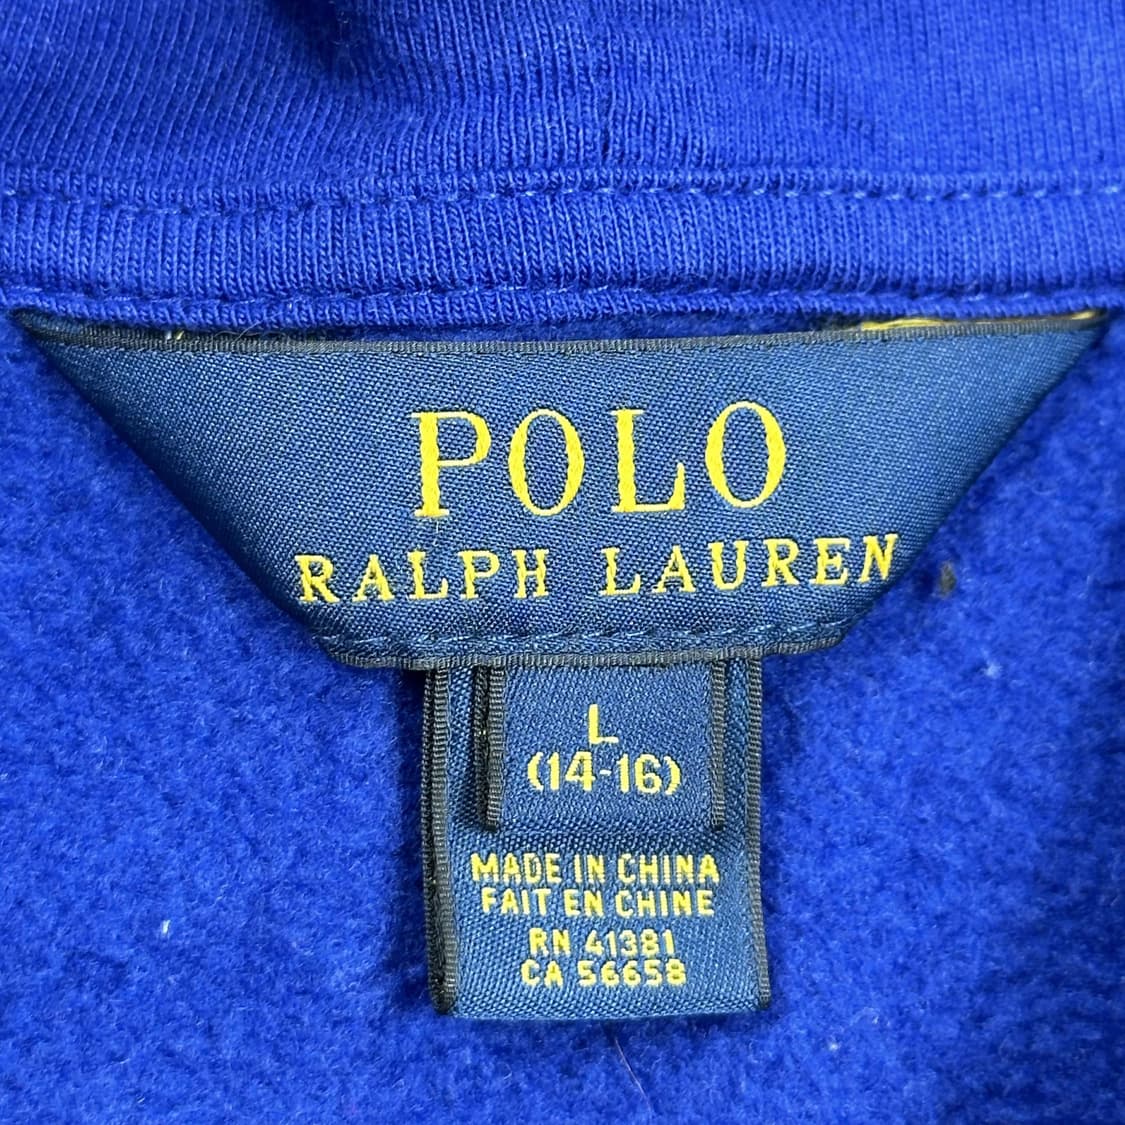 POLO
RALPH LAUREN
L
(14-16)
MADE IN CHINA
FAIT EN CHINE
RN 41381
CA 56658